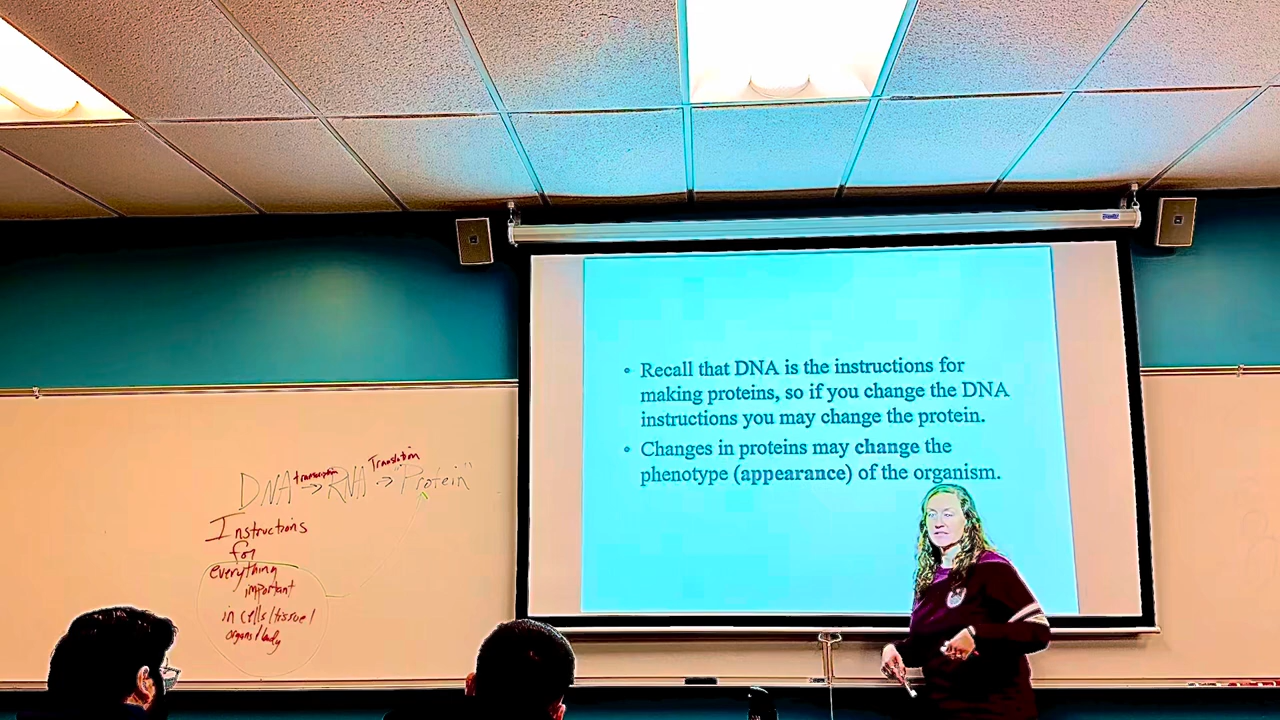 DNA transcription → RNA Translation → "Protein"
Instructions
for
everything
important
in cells/tissue/
organs/body
• Recall that DNA is the instructions for
making proteins, so if you change the DNA
instructions you may change the protein.
• Changes in proteins may change the
phenotype (appearance) of the organism.